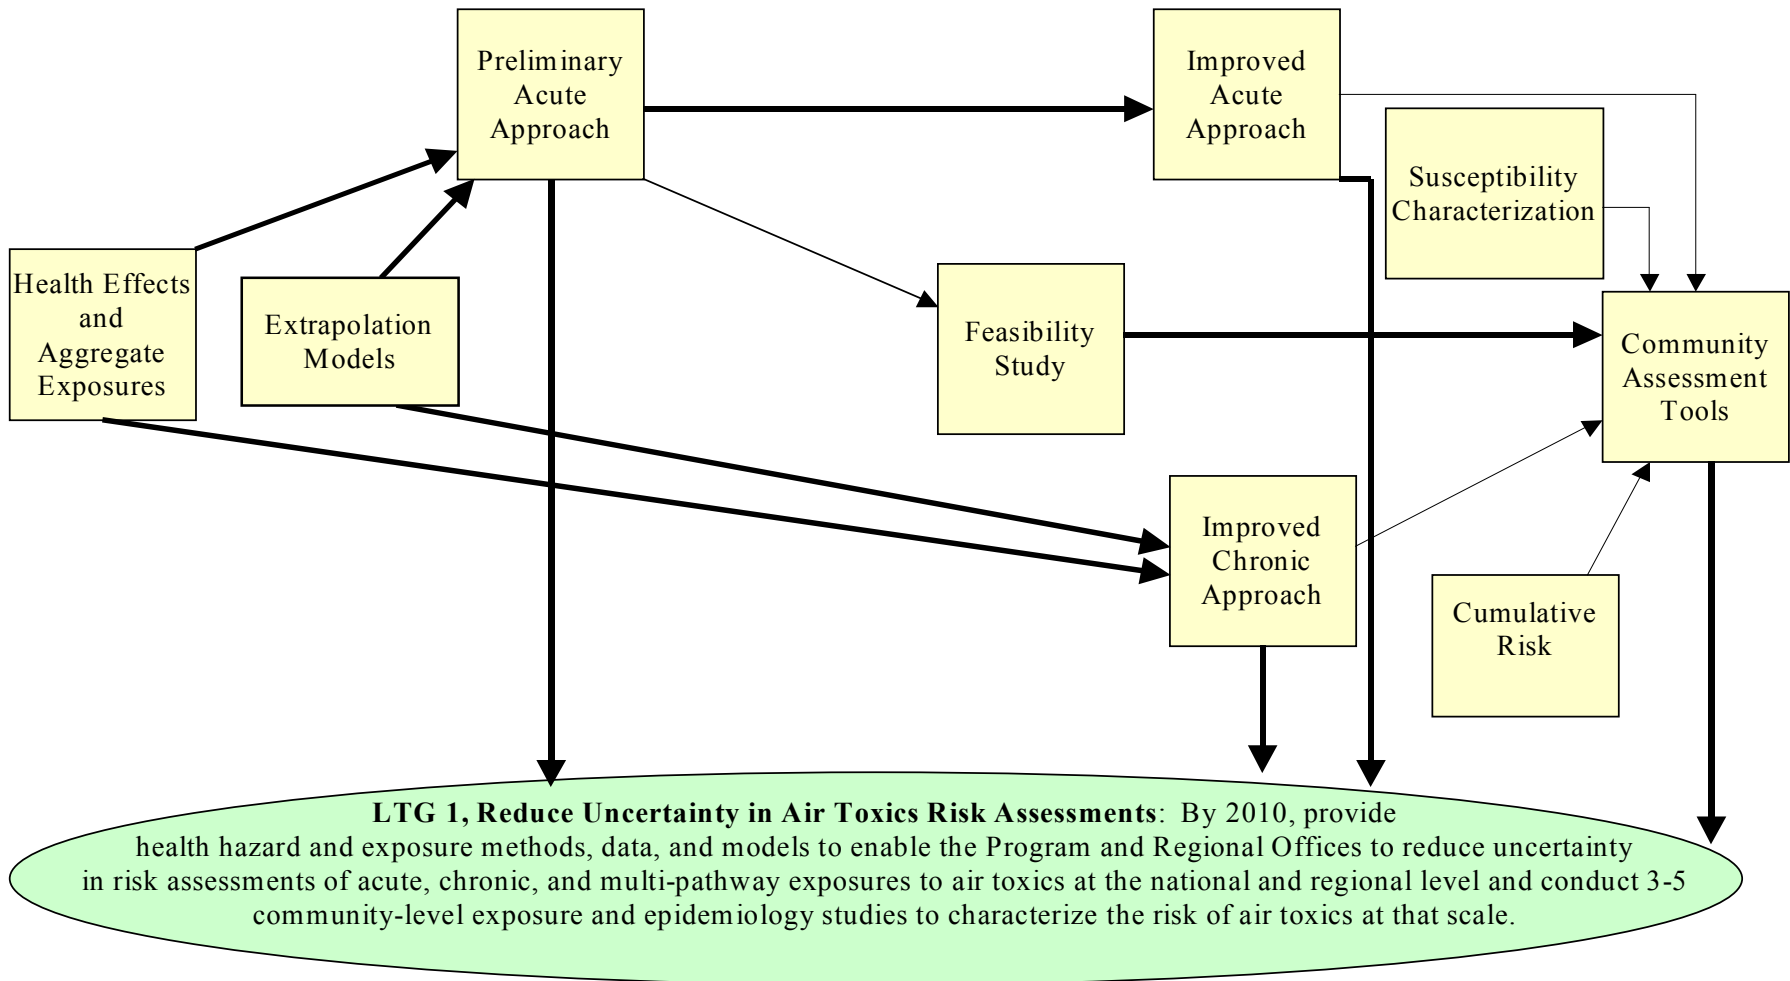 Preliminary
Acute
Approach
Improved
Acute
Approach
Susceptibility
Characterization
Health Effects
and
Aggregate
Exposures
Extrapolation
Models
Feasibility
Study
Community
Assessment
Tools
Improved
Chronic
Approach
Cumulative
Risk
LTG 1, Reduce Uncertainty in Air Toxics Risk Assessments: By 2010, provide
health hazard and exposure methods, data, and models to enable the Program and Regional Offices to reduce uncertainty
in risk assessments of acute, chronic, and multi-pathway exposures to air toxics at the national and regional level and conduct 3-5
community-level exposure and epidemiology studies to characterize the risk of air toxics at that scale.